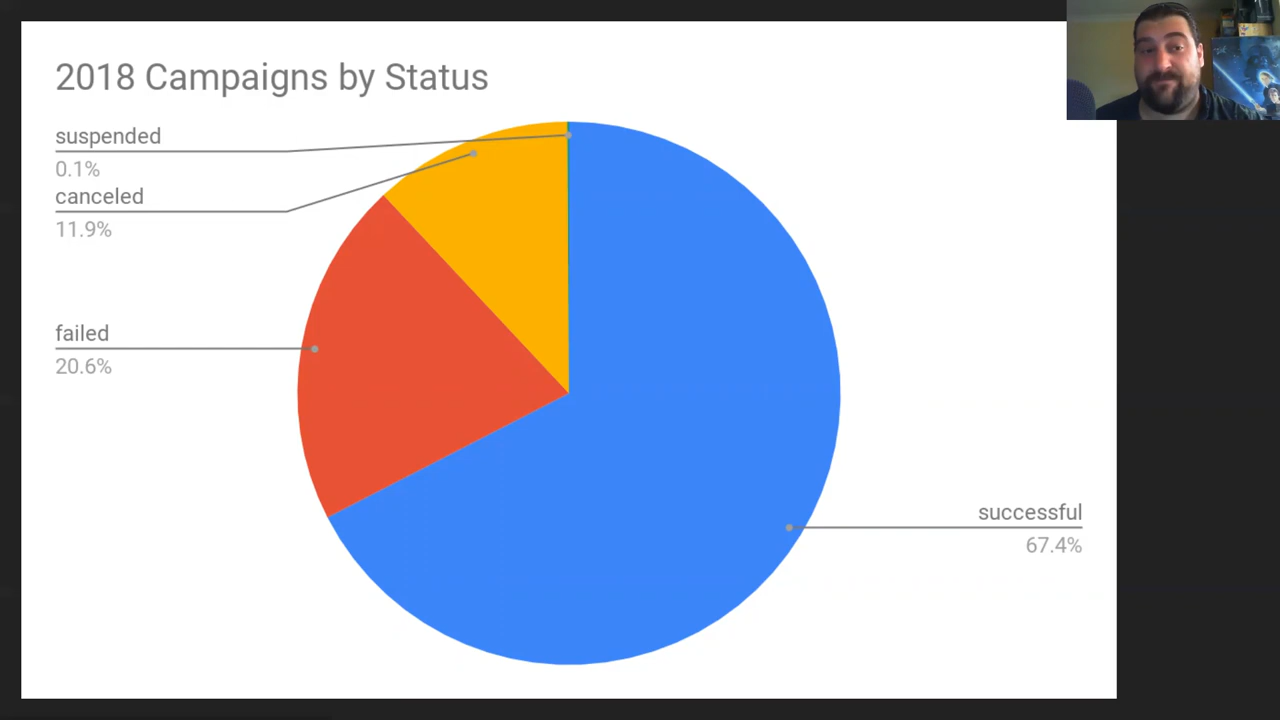 2018 Campaigns by Status
suspended
0.1%
canceled
11.9%
failed
20.6%
successful
67.4%